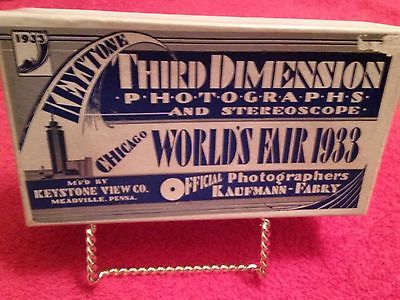 1933
KEYSTONE
THIRD DIMENSION
PHOTOGRAPHS
AND STEREOSCOPE
CHICAGO
WORLD'S FAIR 1933
M'F'D BY
KEYSTONE VIEW CO.
MEADVILLE, PENNA.
OFFICIAL Photographers
KAUFMANN-FABRY